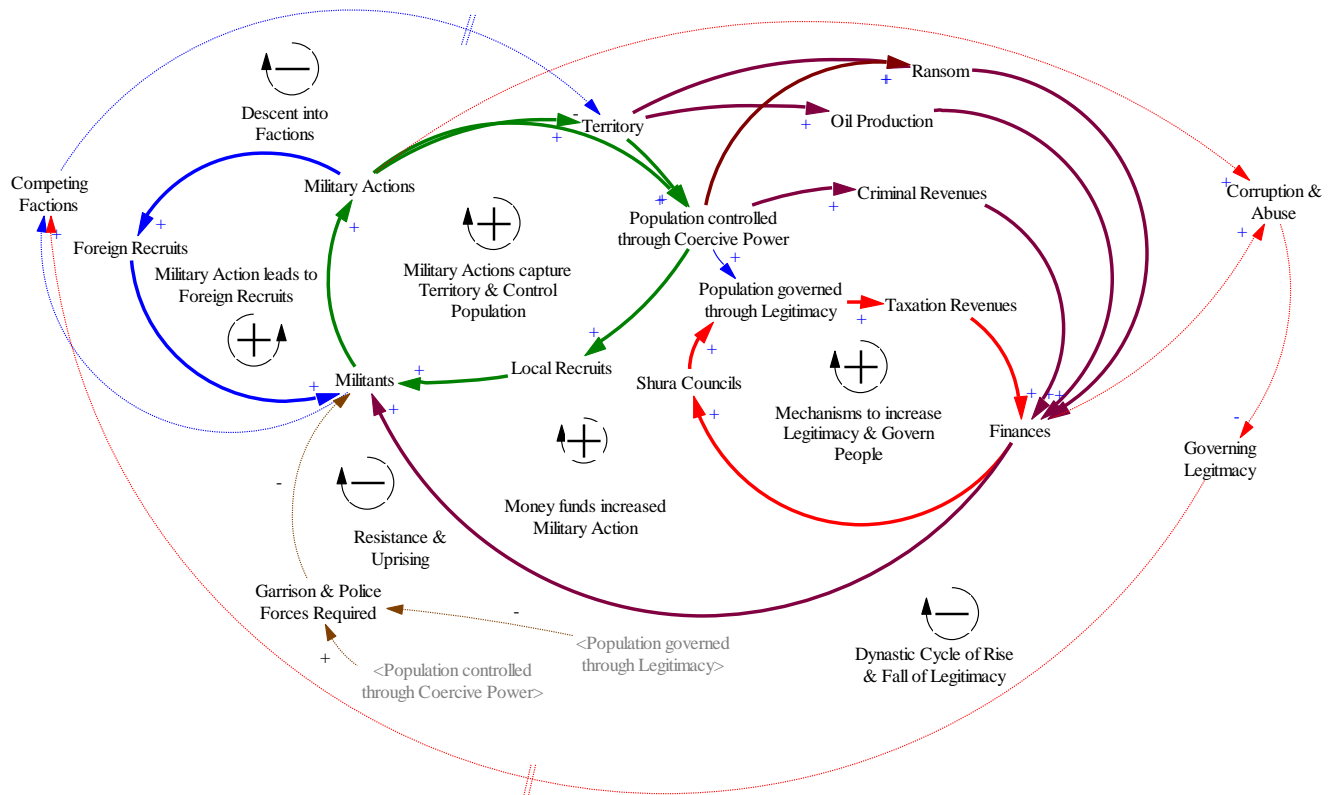 Descent into
Factions
Ransom
Oil Production
Territory
Competing
Factions
Military Actions
Criminal Revenues
Corruption &
Abuse
Foreign Recruits
Population controlled
through Coercive Power
Military Action leads to
Foreign Recruits
Military Actions capture
Territory & Control
Population
Population governed
through Legitimacy
Taxation Revenues
Militants
Local Recruits
Shura Councils
Mechanisms to increase
Legitimacy & Govern
People
Finances
Governing
Legitmacy
Money funds increased
Military Action
Resistance &
Uprising
Garrison & Police
Forces Required
<Population governed
through Legitimacy>
<Population controlled
through Coercive Power>
Dynastic Cycle of Rise
& Fall of Legitimacy